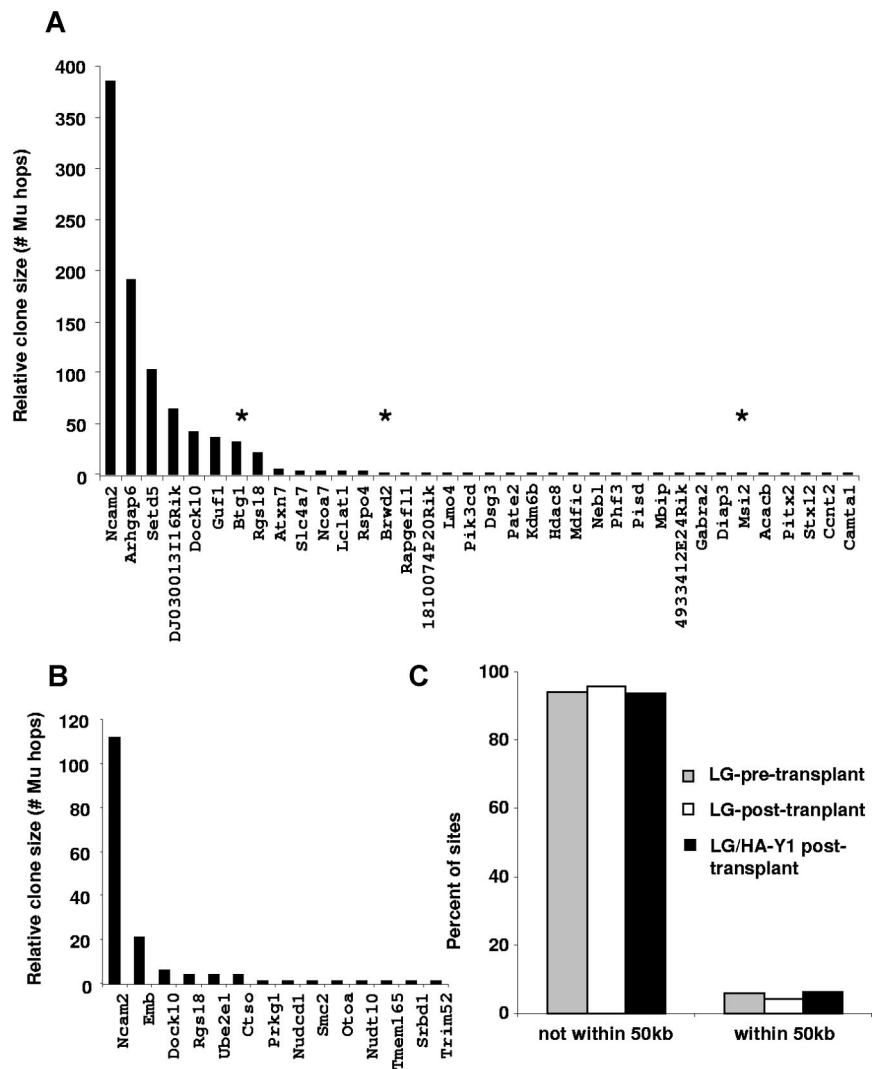 A
Relative clone size (# Mu hops)
400
350
300
250
200
150
100
50
0
*
*
*
Ncam2
Arhgap6
Setd5
DJ030013I16Rik
Dock10
Guf1
Btg1
Rgs18
Atxn7
Slc4a7
Ncoa7
Lclat1
Rspo4
Brwd2
Rapgef11
1810074P20Rik
Lmo4
Pik3cd
Dsg3
Pate2
Kdm6b
Hdac8
Mdfic
Nebl
Phf3
Pisd
Mbip
4933412E24Rik
Gabra2
Diap3
Msi2
Acacb
Pitx2
Stx12
Ccnt2
Camta1
B
Relative clone size (# Mu hops)
120
100
80
60
40
20
0
Ncam2
Emb
Dock10
Rgs18
Ube2e1
Ctso
Prkg1
Nudcd1
Smc2
Otoa
Nudt10
Tmem165
Srbd1
Trim52
C
Percent of sites
100
80
60
40
20
0
not within 50kb
within 50kb
LG-pre-transplant
LG-post-tranplant
LG/HA-Y1 post-
transplant